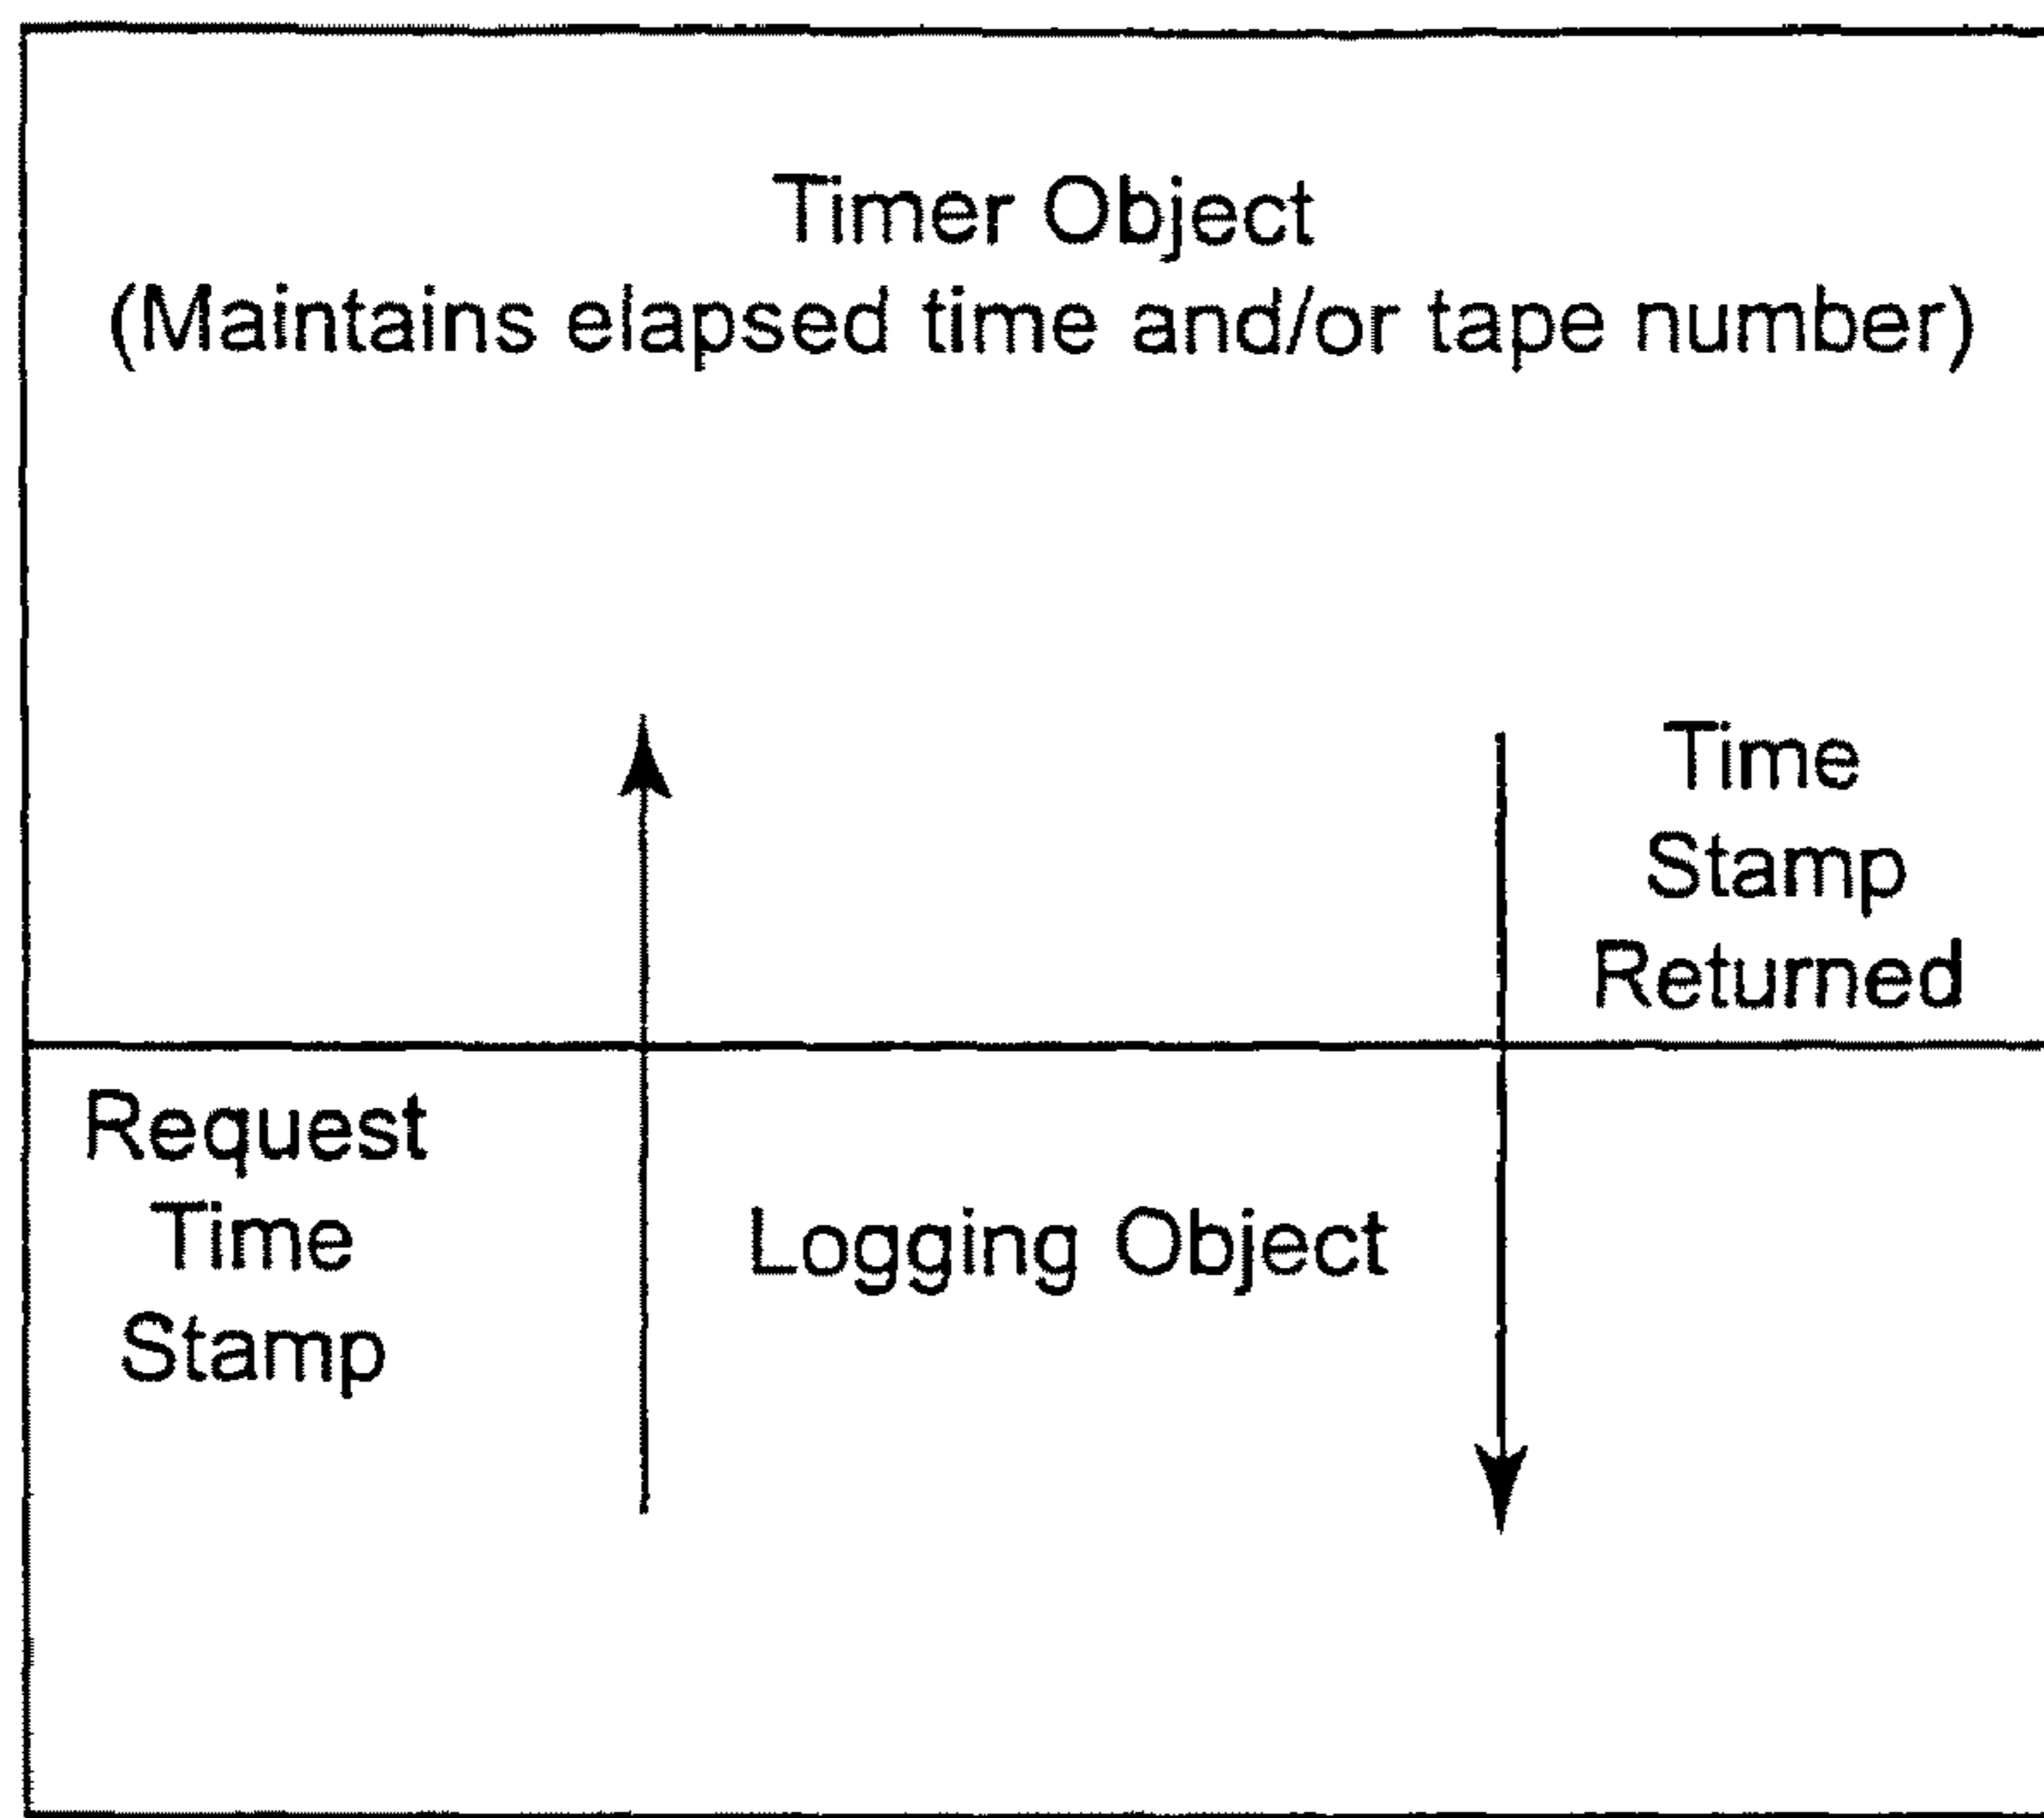 Timer Object
(Maintains elapsed time and/or tape number)
Time
Stamp
Returned
Request
Time
Stamp
Logging Object